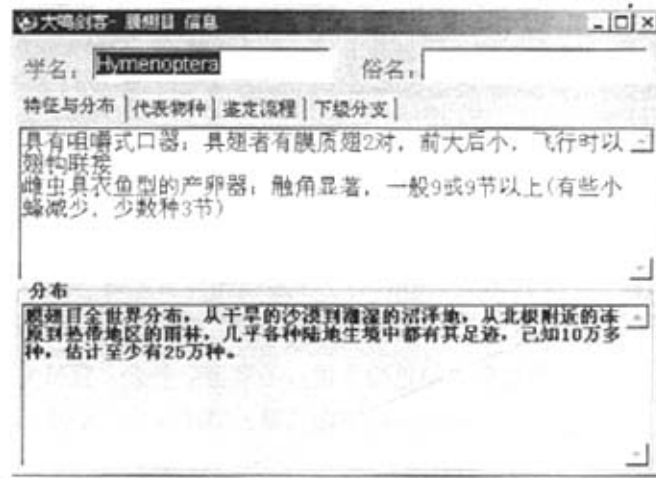 大鸣剑客- 膜翅目 信息
学名: Hymenoptera 俗名:
特征与分布 代表物种 鉴定流程 下级分支
具有咀嚼式口器; 具翅者有膜质翅2对, 前大后小, 飞行时以
翅钩联接
雌虫具衣鱼型的产卵器; 触角显著, 一般9或9节以上(有些小
蜂减少, 少数种3节)
分布
膜翅目全世界分布, 从干旱的沙漠到潮湿的沼泽地, 从北极附近的冻
原到热带地区的雨林, 几乎各种陆地生境中都有其足迹, 已知10万多
种, 估计至少有25万种。